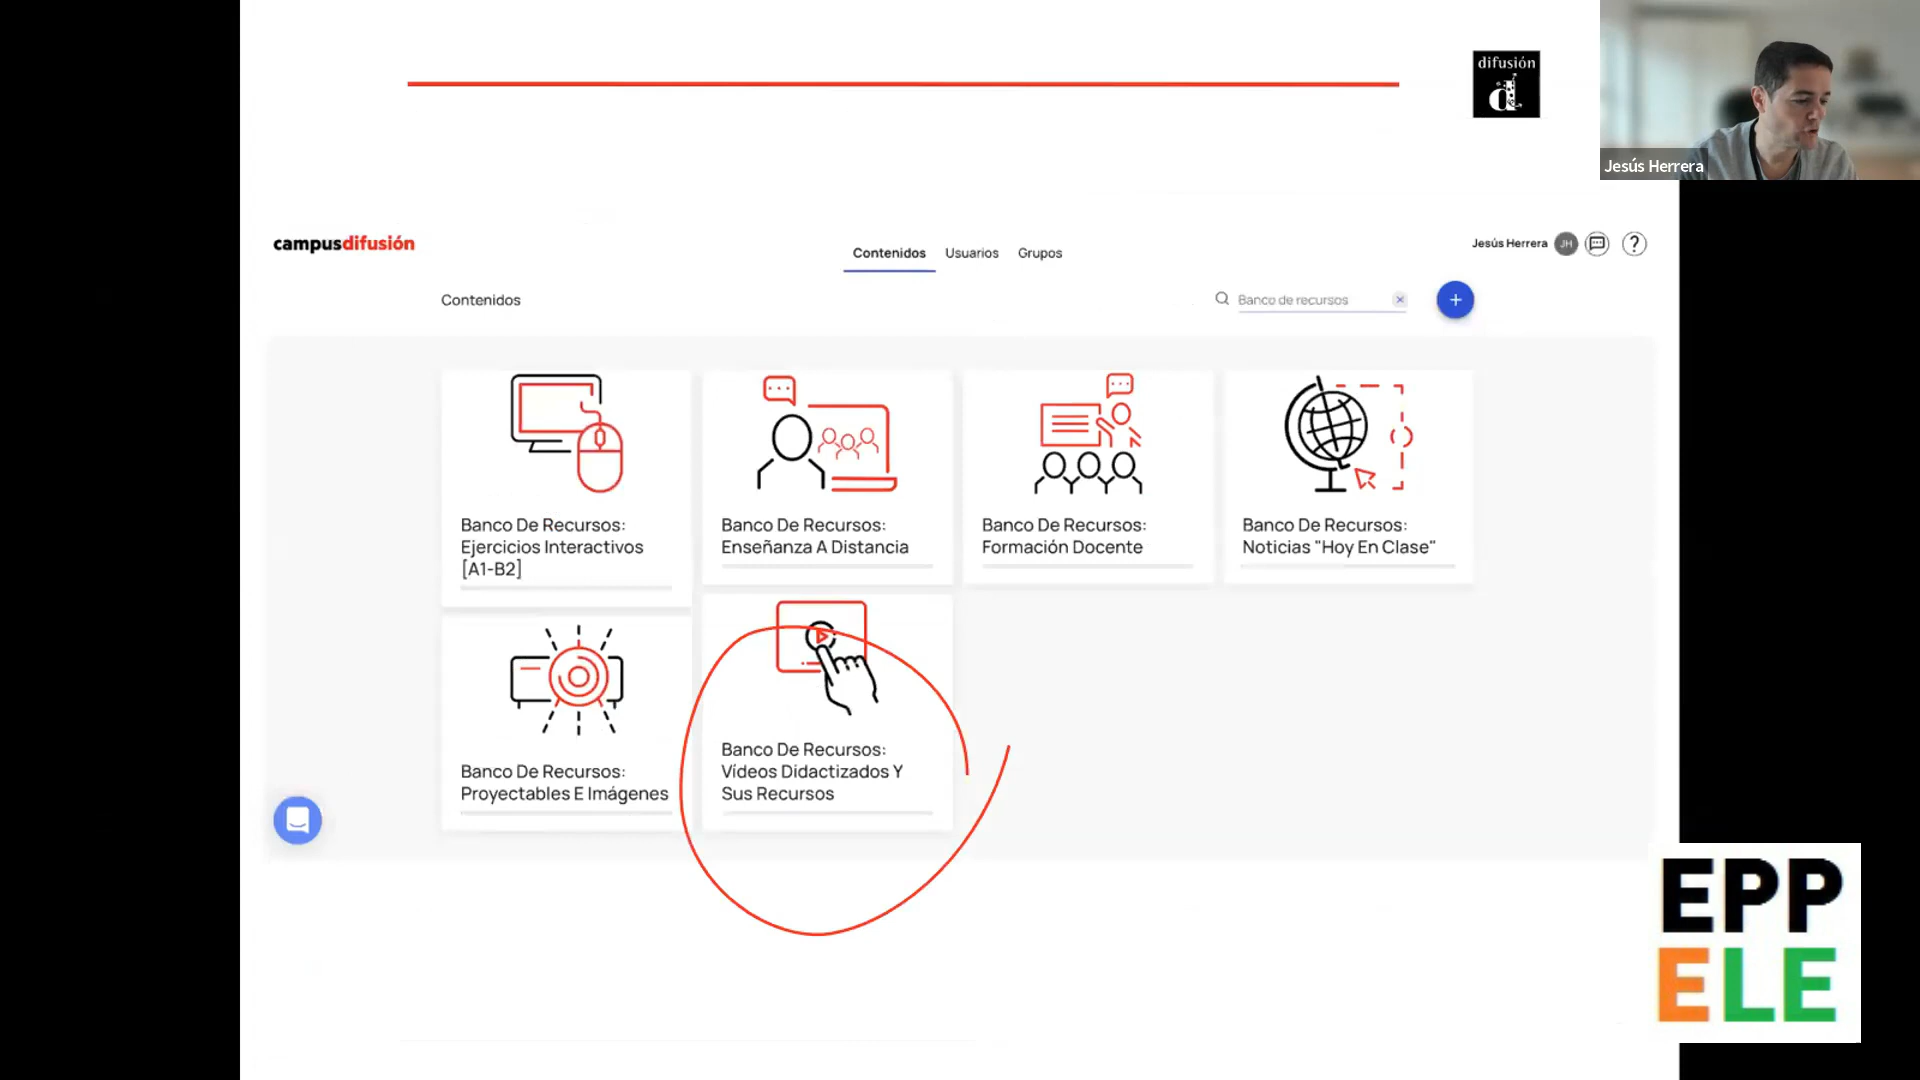 difusión
d
Jesús Herrera
campusdifusión
Contenidos Usuarios Grupos
Jesús Herrera JH ?
Contenidos
Banco de recursos
Banco De Recursos:
Ejercicios Interactivos
[A1-B2]
Banco De Recursos:
Enseñanza A Distancia
Banco De Recursos:
Formación Docente
Banco De Recursos:
Noticias "Hoy En Clase"
Banco De Recursos:
Proyectables E Imágenes
Banco De Recursos:
Vídeos Didactizados Y
Sus Recursos
EPP
ELE